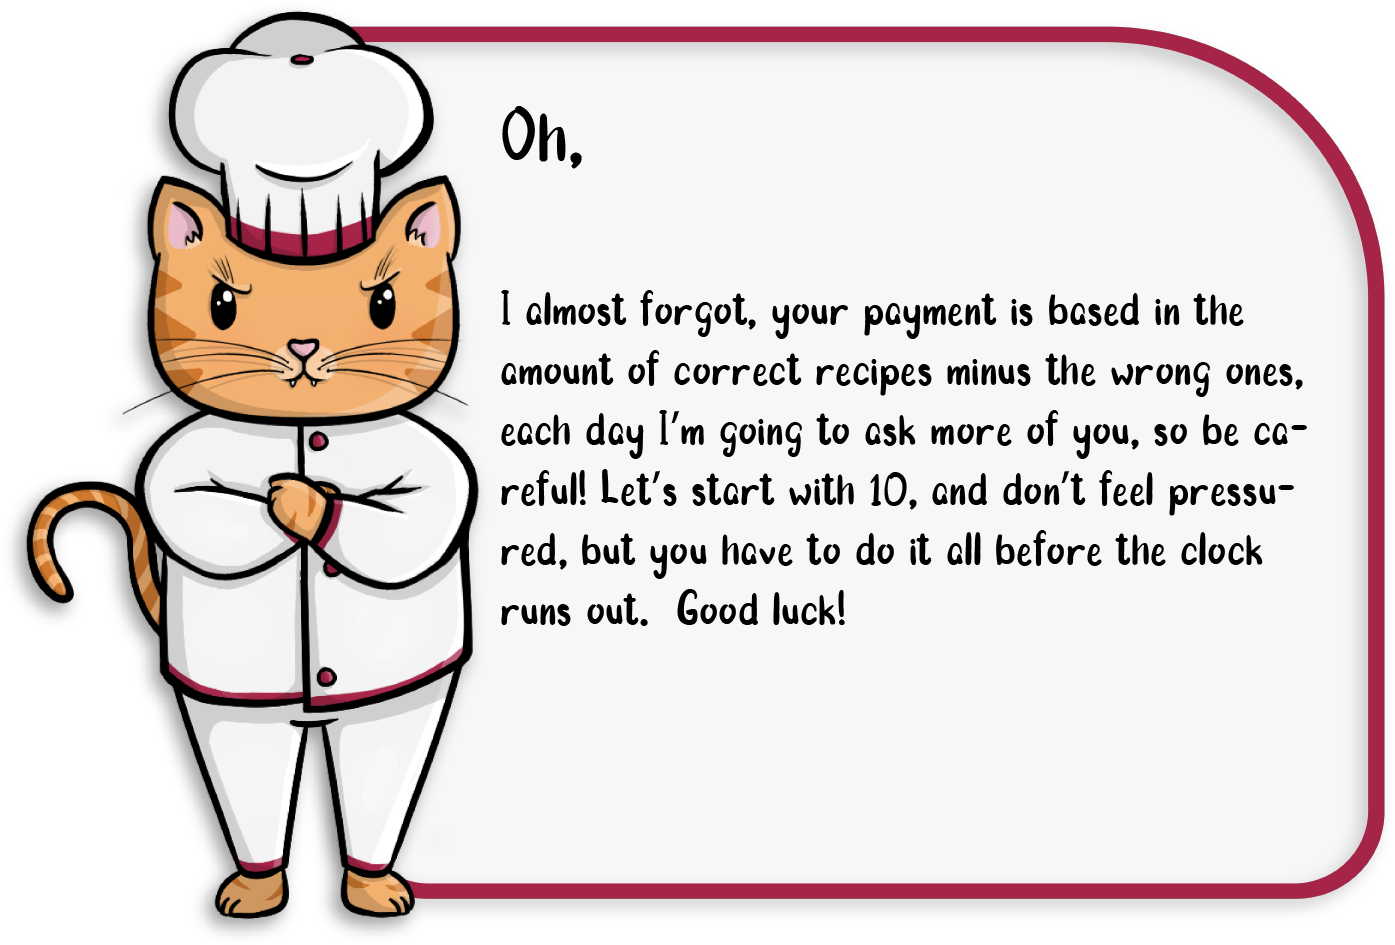 Oh,
I almost forgot, your payment is based in the
amount of correct recipes minus the wrong ones,
each day I'm going to ask more of you, so be ca-
reful! Let's start with 10, and don't feel pressu-
red, but you have to do it all before the clock
runs out.  Good luck!